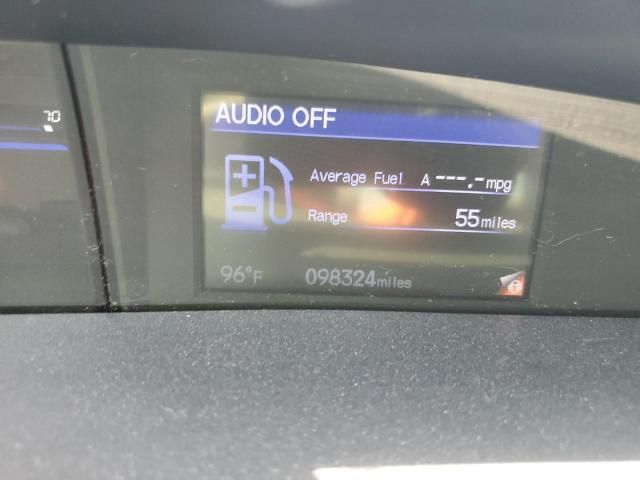 70
AUDIO OFF
Average Fuel A ---.- mpg
Range 55 miles
96°F 098324 miles